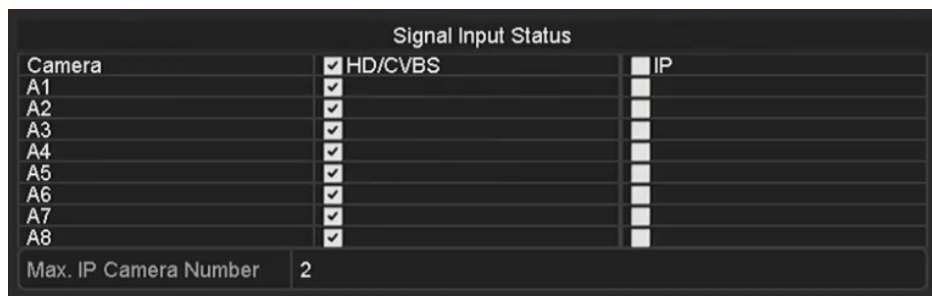 Signal Input Status
Camera HD/CVBS IP
A1
A2
A3
A4
A5
A6
A7
A8
Max. IP Camera Number 2